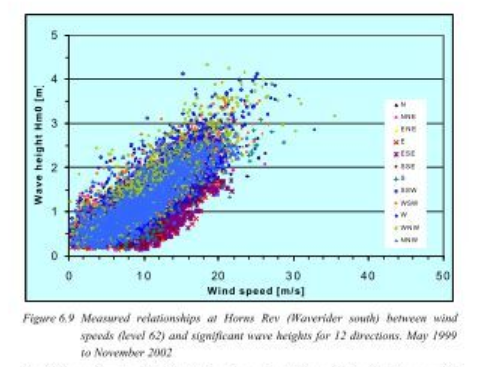 5
4
3
2
1
0
Wave height Hm0 [m]
0 10 20 30 40 50
Wind speed [m/s]
N
NNE
ENE
E
ESE
SSE
S
SSW
WSW
W
WNW
NNW
Figure 6.9 Measured relationships at Horns Rev (Waverider south) between wind
speeds (level 62) and significant wave heights for 12 directions. May 1999
to November 2002